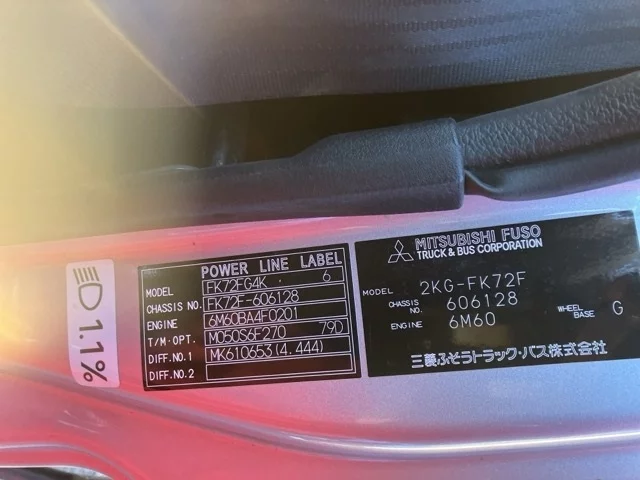 1.1%
POWER LINE LABEL
MODEL FK72FG4K 6
CHASSIS NO. FK72F-606128
ENGINE 6M60BA4F0201
T/M·OPT. M050S6F270 79D
DIFF.NO.1 MK610653(4.444)
DIFF.NO.2
MITSUBISHI FUSO
TRUCK & BUS CORPORATION
MODEL 2KG-FK72F
CHASSIS NO. 606128
ENGINE 6M60 WHEEL BASE G
三菱ふそうトラック・バス株式会社